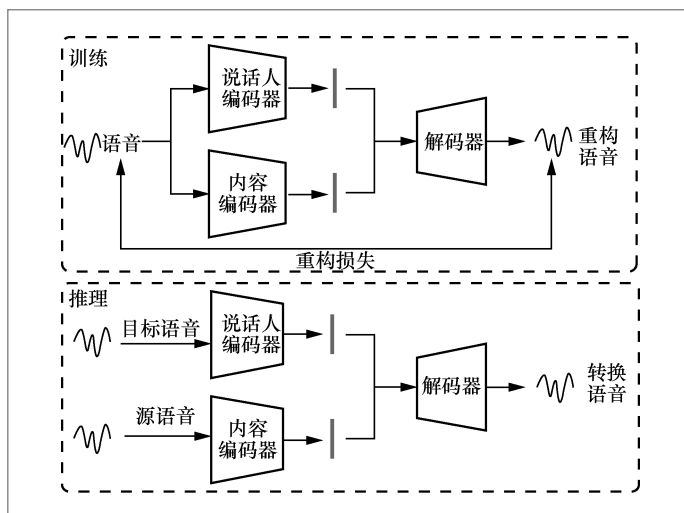 训练
说话人
编码器
语音
内容
编码器
解码器
重构
语音
重构损失
推理
目标语音
说话人
编码器
源语音
内容
编码器
解码器
转换
语音